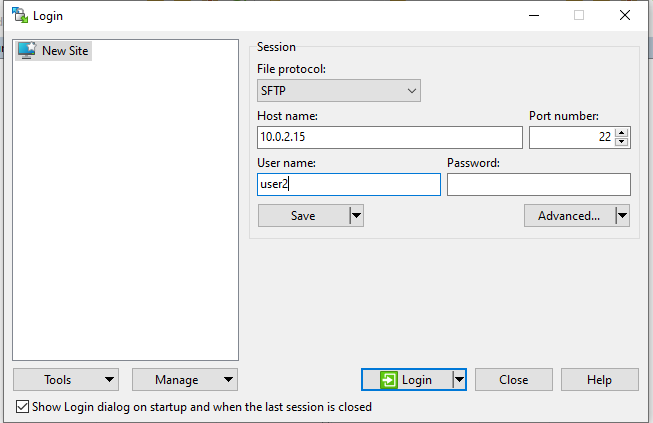 Login
New Site
Session
File protocol:
SFTP
Host name: Port number:
10.0.2.15 22
User name: Password:
user2
Save Advanced...
Tools Manage Login Close Help
Show Login dialog on startup and when the last session is closed